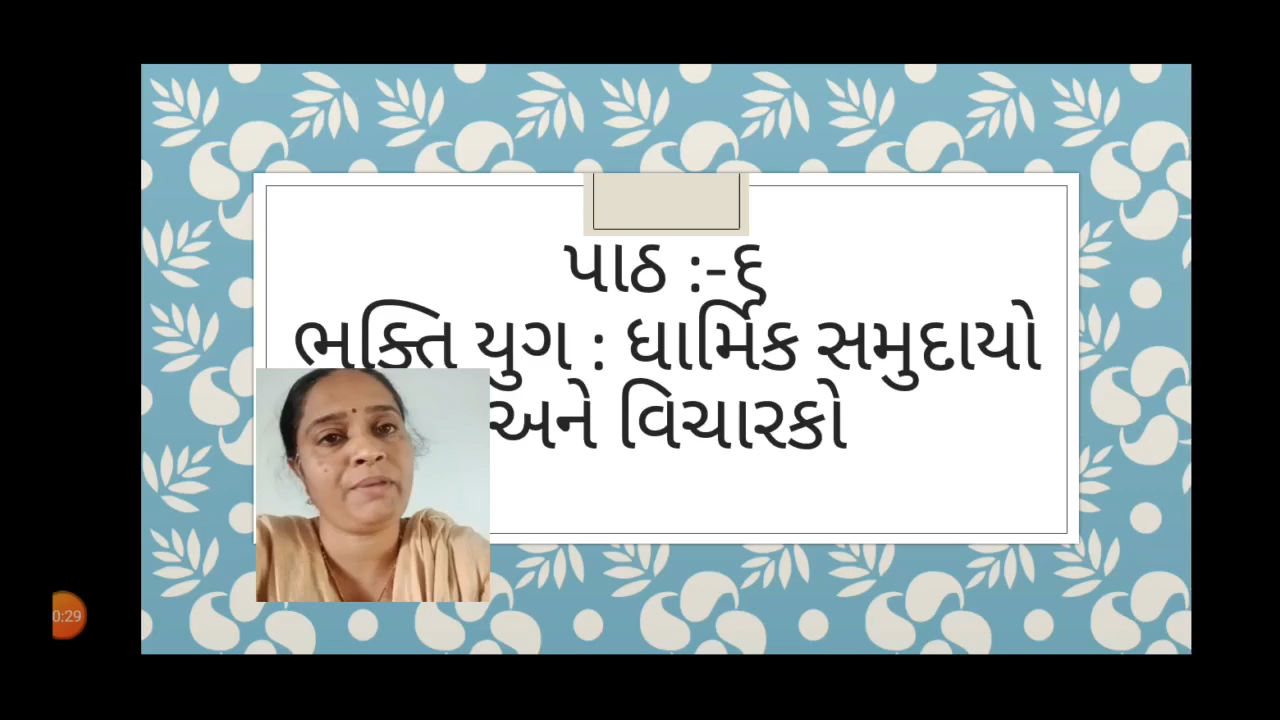 પાઠ :-૬
ભક્તિ યુગ : ધાર્મિક સમુદાયો
અને વિચારકો
0:29